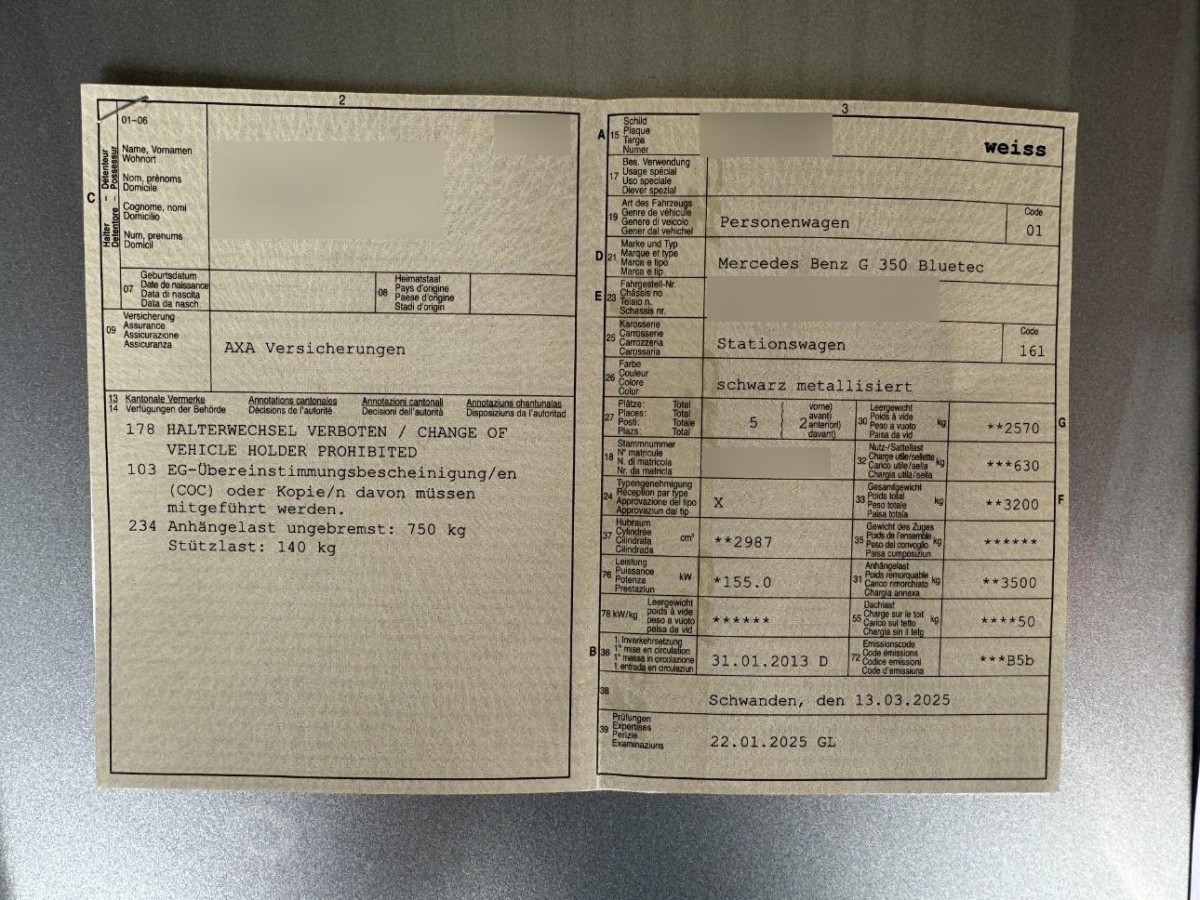 2
01–06
Name, Vornamen
Wohnort
Nom, prénoms
Domicile
Cognome, nomi
Domicilio
Num, prenums
Domicil
C
Halter – Détenteur
Detentore – Possessur
07
Geburtsdatum
Date de naissance
Data di nascita
Data da nasch.
08
Heimatstaat
Pays d'origine
Paese d'origine
Stadi d'origin
09
Versicherung
Assurance
Assicurazione
Assicuranza
AXA Versicherungen
13 Kantonale Vermerke Annotations cantonales Annotazioni cantonali Annotaziuns chantunalas
14 Verfügungen der Behörde Décisions de l'autorité Decisioni dell'autorità Disposiziuns da l'autoritad
178 HALTERWECHSEL VERBOTEN / CHANGE OF
VEHICLE HOLDER PROHIBITED
103 EG-Übereinstimmungsbescheinigung/en
(COC) oder Kopie/n davon müssen
mitgeführt werden.
234 Anhängelast ungebremst: 750 kg
Stützlast: 140 kg
3
A 15
Schild
Plaque
Targa
Numer
weiss
17
Bes. Verwendung
Usage spécial
Uso speciale
Diever spezial
19
Art des Fahrzeugs
Genre de véhicule
Genere di veicolo
Gener dal vehichel
Personenwagen
Code
01
D 21
Marke und Typ
Marque et type
Marca e tipo
Marca e tip
Mercedes Benz G 350 Bluetec
E 23
Fahrgestell-Nr.
Châssis no
Telaio n.
Schassis nr.
25
Karosserie
Carrosserie
Carrozzeria
Carossaria
Stationswagen
Code
161
26
Farbe
Couleur
Colore
Colur
schwarz metallisiert
27
Plätze: Total
Places: Total
Posti: Totale
Plazs: Total
5
2
vorne)
avant)
anteriori)
davant)
30
Leergewicht
Poids à vide
Peso a vuoto
Paisa da vid
kg
**2570
G
18
Stammnummer
N° matricule
N. di matricola
Nr. da matricla
32
Nutz-/Sattellast
Charge utile/sellette
Carico utile/sella
Chargia utila/sella
kg
***630
24
Typengenehmigung
Réception par type
Approvazione del tipo
Approvaziun dal tip
X
33
Gesamtgewicht
Poids total
Peso totale
Paisa totala
kg
**3200
F
37
Hubraum
Cylindrée
Cilindrata
Cilindrada
cm³
**2987
35
Gewicht des Zuges
Poids de l'ensemble
Peso del convoglio
Paisa cumposiziun
kg
******
76
Leistung
Puissance
Potenza
Prestaziun
kW
*155.0
31
Anhängelast
Poids remorquable
Carico rimorchiato
Chargia annexa
kg
**3500
78 kW/kg
Leergewicht
poids à vide
peso a vuoto
paisa da vid
******
55
Dachlast
Charge sur le toit
Carico sul tetto
Chargia sin il tetg
kg
****50
B 36
1. Inverkehrsetzung
1re mise en circulation
1a messa in circolazione
1. entrada en circulaziun
31.01.2013 D
72
Emissionscode
Code émissions
Codice emissioni
Code d'emissiuns
***B5b
38
Schwanden, den 13.03.2025
39
Prüfungen
Expertises
Perizie
Examinaziuns
22.01.2025 GL